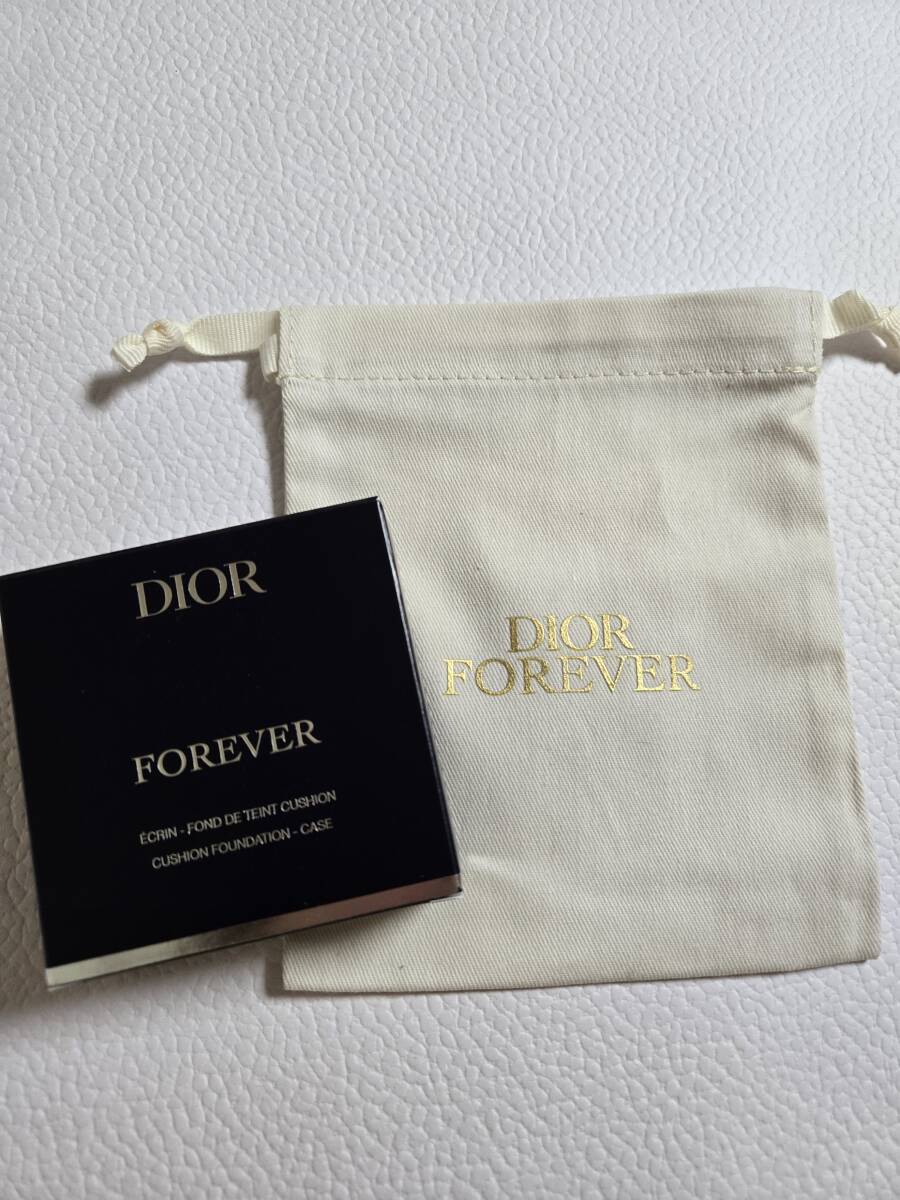 DIOR
FOREVER
ÉCRIN - FOND DE TEINT CUSHION
CUSHION FOUNDATION - CASE
DIOR
FOREVER